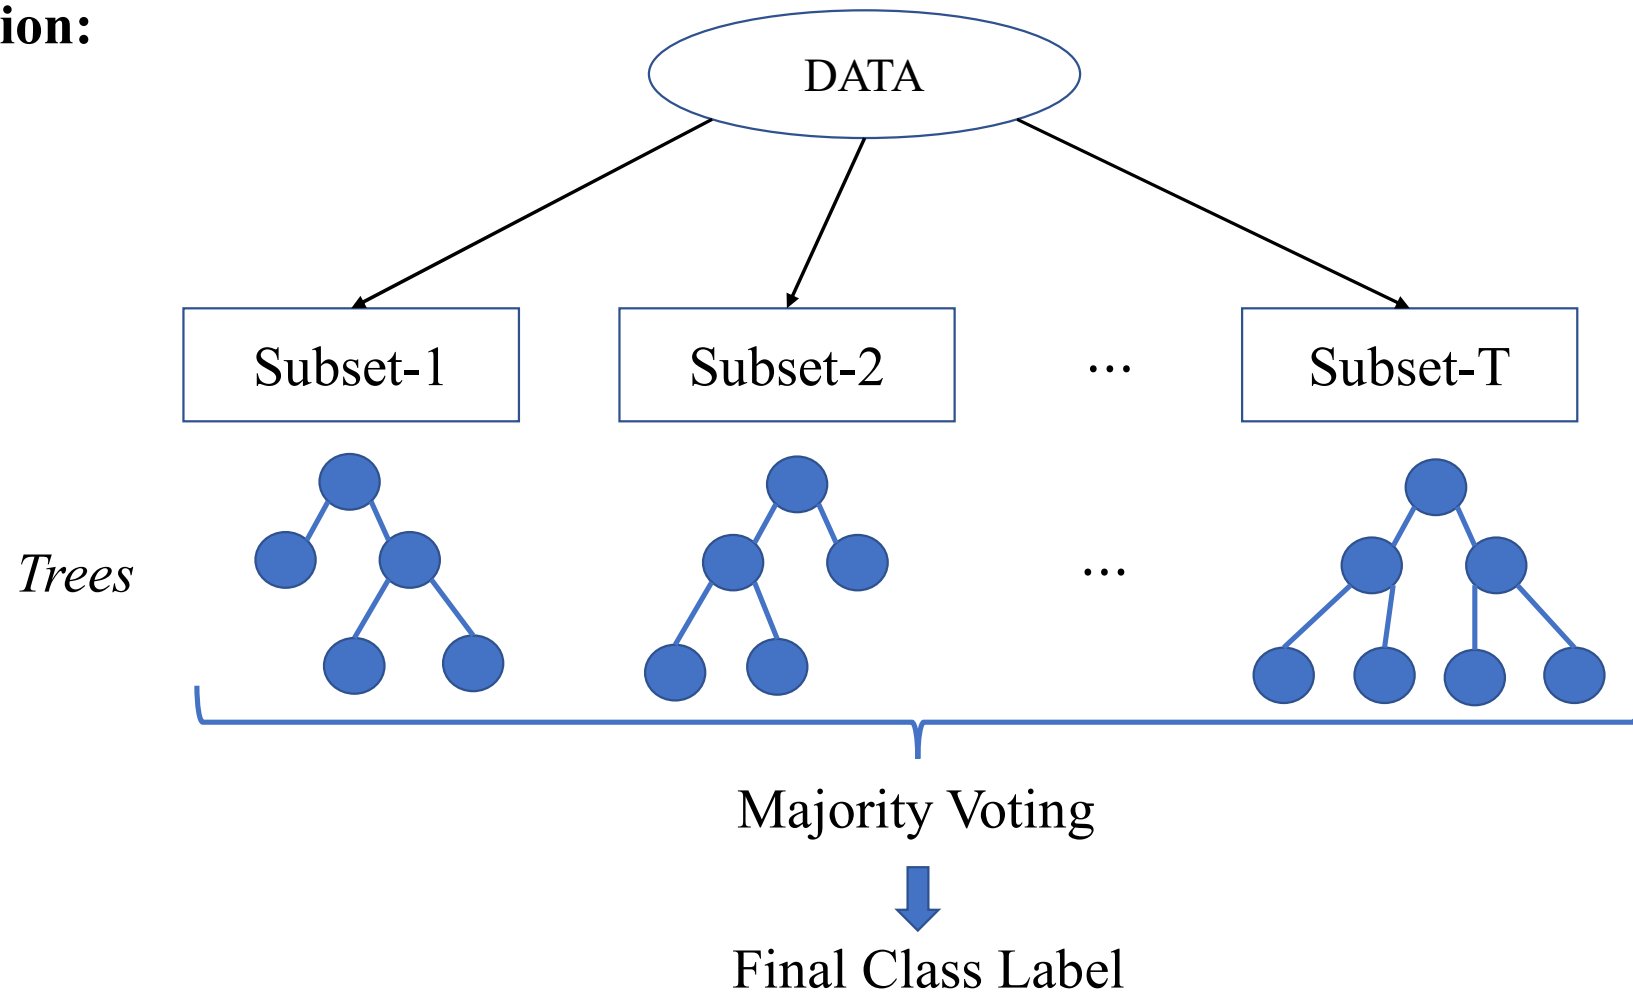 ion:
DATA
Subset-1 Subset-2 ... Subset-T
Trees ...
Majority Voting
Final Class Label